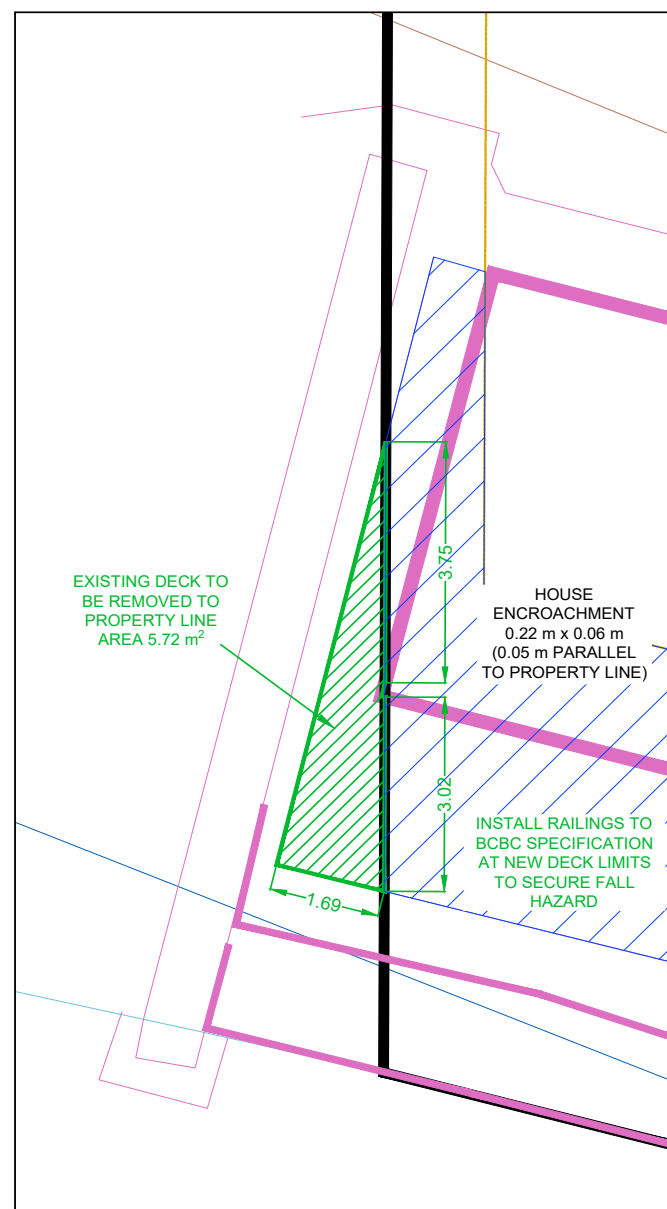 3.75
EXISTING DECK TO
BE REMOVED TO
PROPERTY LINE
AREA 5.72 m²
HOUSE
ENCROACHMENT
0.22 m x 0.06 m
(0.05 m PARALLEL
TO PROPERTY LINE)
3.02
INSTALL RAILINGS TO
BCBC SPECIFICATION
AT NEW DECK LIMITS
TO SECURE FALL
HAZARD
1.69